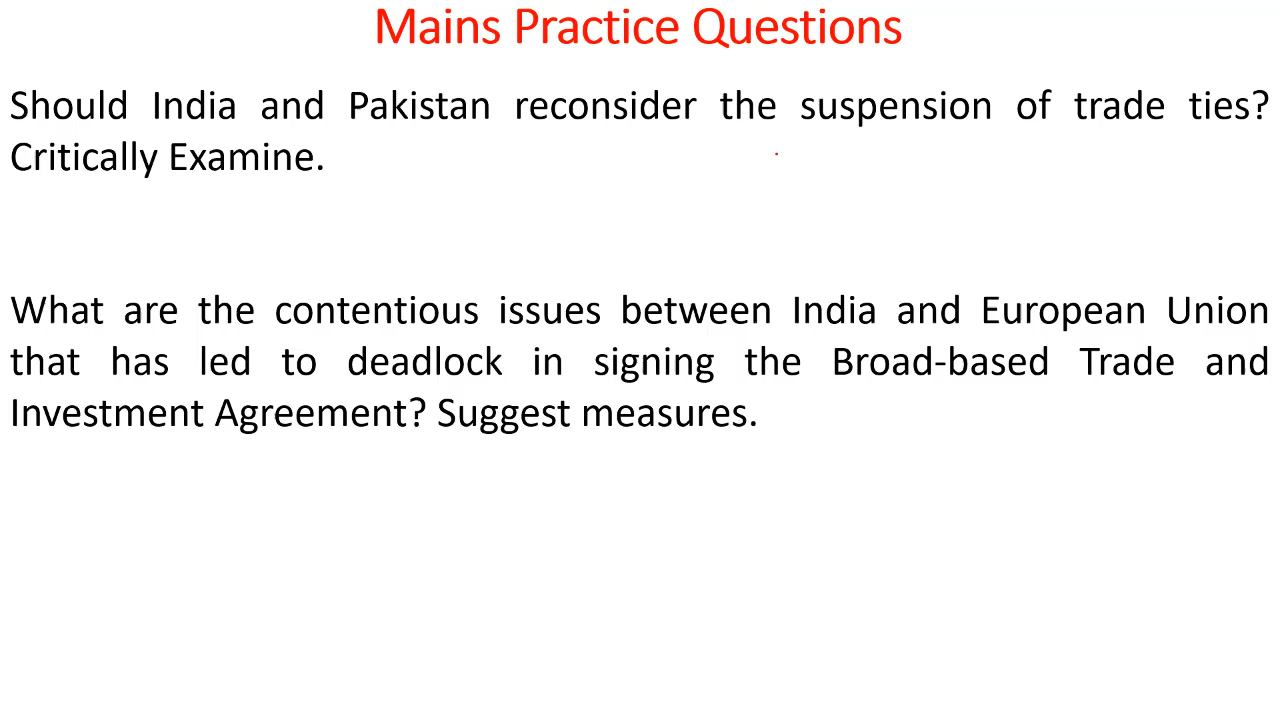 Mains Practice Questions
Should India and Pakistan reconsider the suspension of trade ties?
Critically Examine.
What are the contentious issues between India and European Union
that has led to deadlock in signing the Broad-based Trade and
Investment Agreement? Suggest measures.